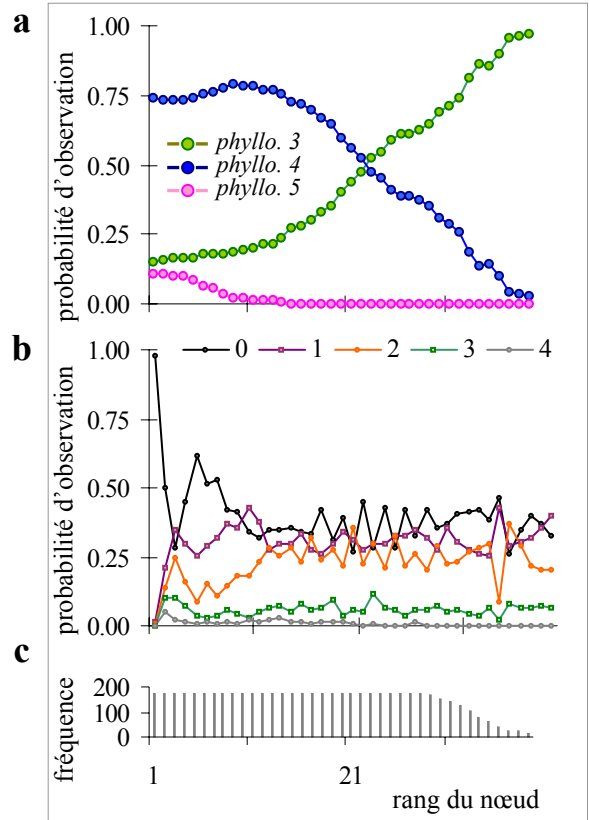 a
probabilité d'observation
1.00
0.75
0.50
0.25
0.00
phyllo. 3
phyllo. 4
phyllo. 5
b
probabilité d'observation
0 1 2 3 4
1.00
0.75
0.50
0.25
0.00
c
fréquence
200
100
0
1 21
rang du nœud